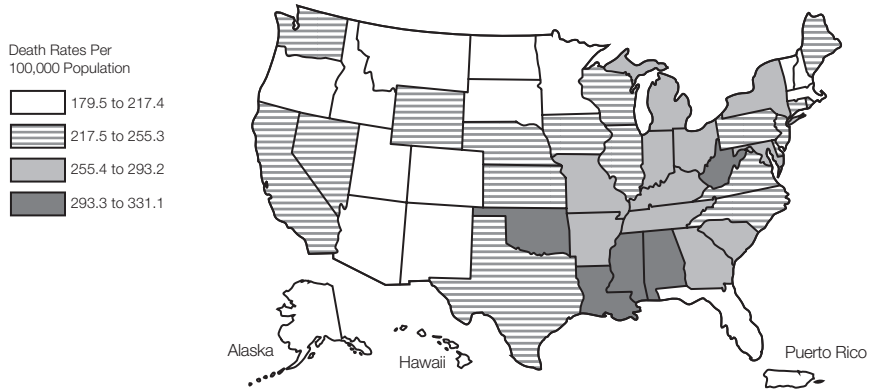 Death Rates Per
100,000 Population
179.5 to 217.4
217.5 to 255.3
255.4 to 293.2
293.3 to 331.1
Alaska
Hawaii
Puerto Rico